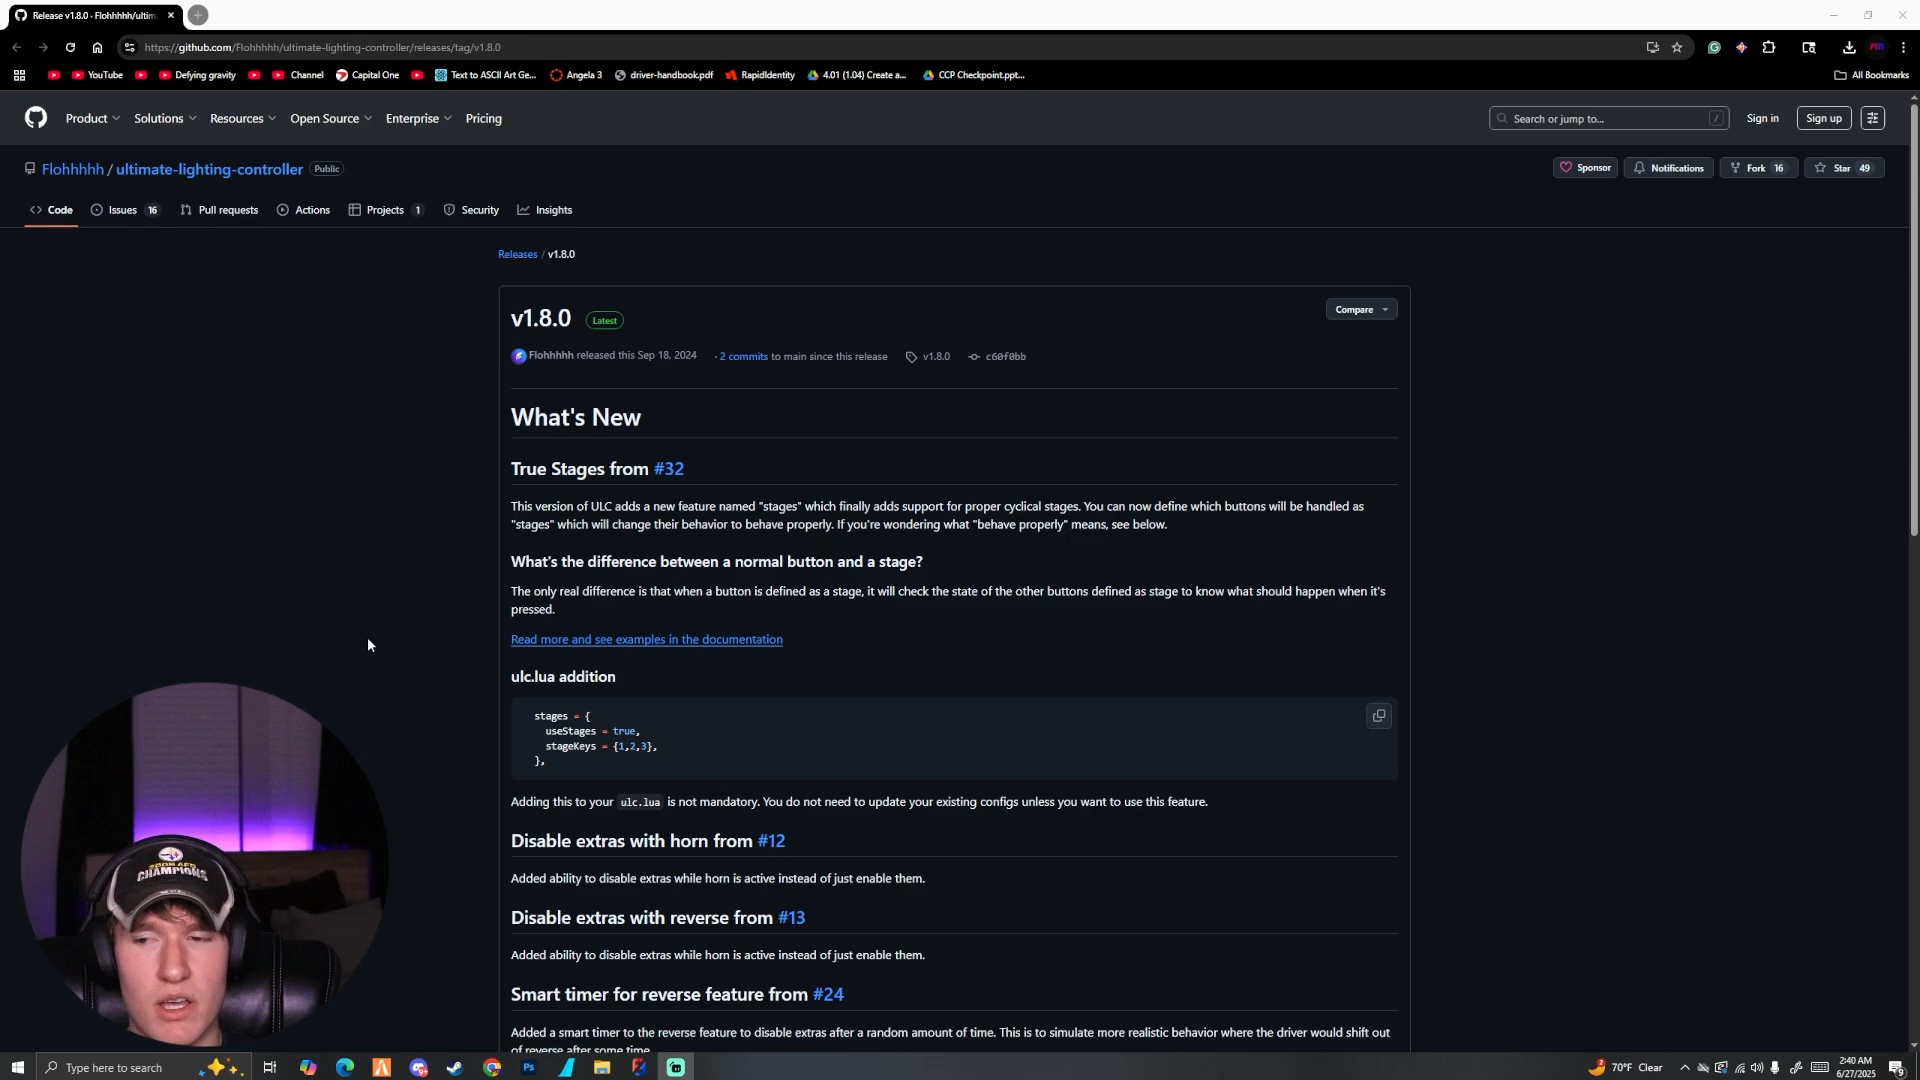 Release v1.8.0 · Flohhhhh/ultim
https://github.com/Flohhhhh/ultimate-lighting-controller/releases/tag/v1.8.0
YouTube
Defying gravity
Channel
Capital One
Text to ASCII Art Ge...
Angela 3
driver-handbook.pdf
RapidIdentity
4.01 (1.04) Create a...
CCP Checkpoint.ppt...
All Bookmarks
Product
Solutions
Resources
Open Source
Enterprise
Pricing
Search or jump to...
/
Sign in
Sign up
Flohhhhh / ultimate-lighting-controller Public
Sponsor
Notifications
Fork 16
Star 49
Code
Issues 16
Pull requests
Actions
Projects 1
Security
Insights
Releases / v1.8.0
v1.8.0 Latest
Compare
Flohhhhh released this Sep 18, 2024 · 2 commits to main since this release v1.8.0 c60f0bb
What's New
True Stages from #32
This version of ULC adds a new feature named "stages" which finally adds support for proper cyclical stages. You can now define which buttons will be handled as
"stages" which will change their behavior to behave properly. If you're wondering what "behave properly" means, see below.
What's the difference between a normal button and a stage?
The only real difference is that when a button is defined as a stage, it will check the state of the other buttons defined as stage to know what should happen when it's
pressed.
Read more and see examples in the documentation
ulc.lua addition
stages = {
useStages = true,
stageKeys = {1,2,3},
},
Adding this to your ulc.lua is not mandatory. You do not need to update your existing configs unless you want to use this feature.
Disable extras with horn from #12
Added ability to disable extras while horn is active instead of just enable them.
Disable extras with reverse from #13
Added ability to disable extras while horn is active instead of just enable them.
Smart timer for reverse feature from #24
Added a smart timer to the reverse feature to disable extras after a random amount of time. This is to simulate more realistic behavior where the driver would shift out
of reverse after some time.
CHAMPIONS
Type here to search
Ps
70°F Clear
2:40 AM
6/27/2025